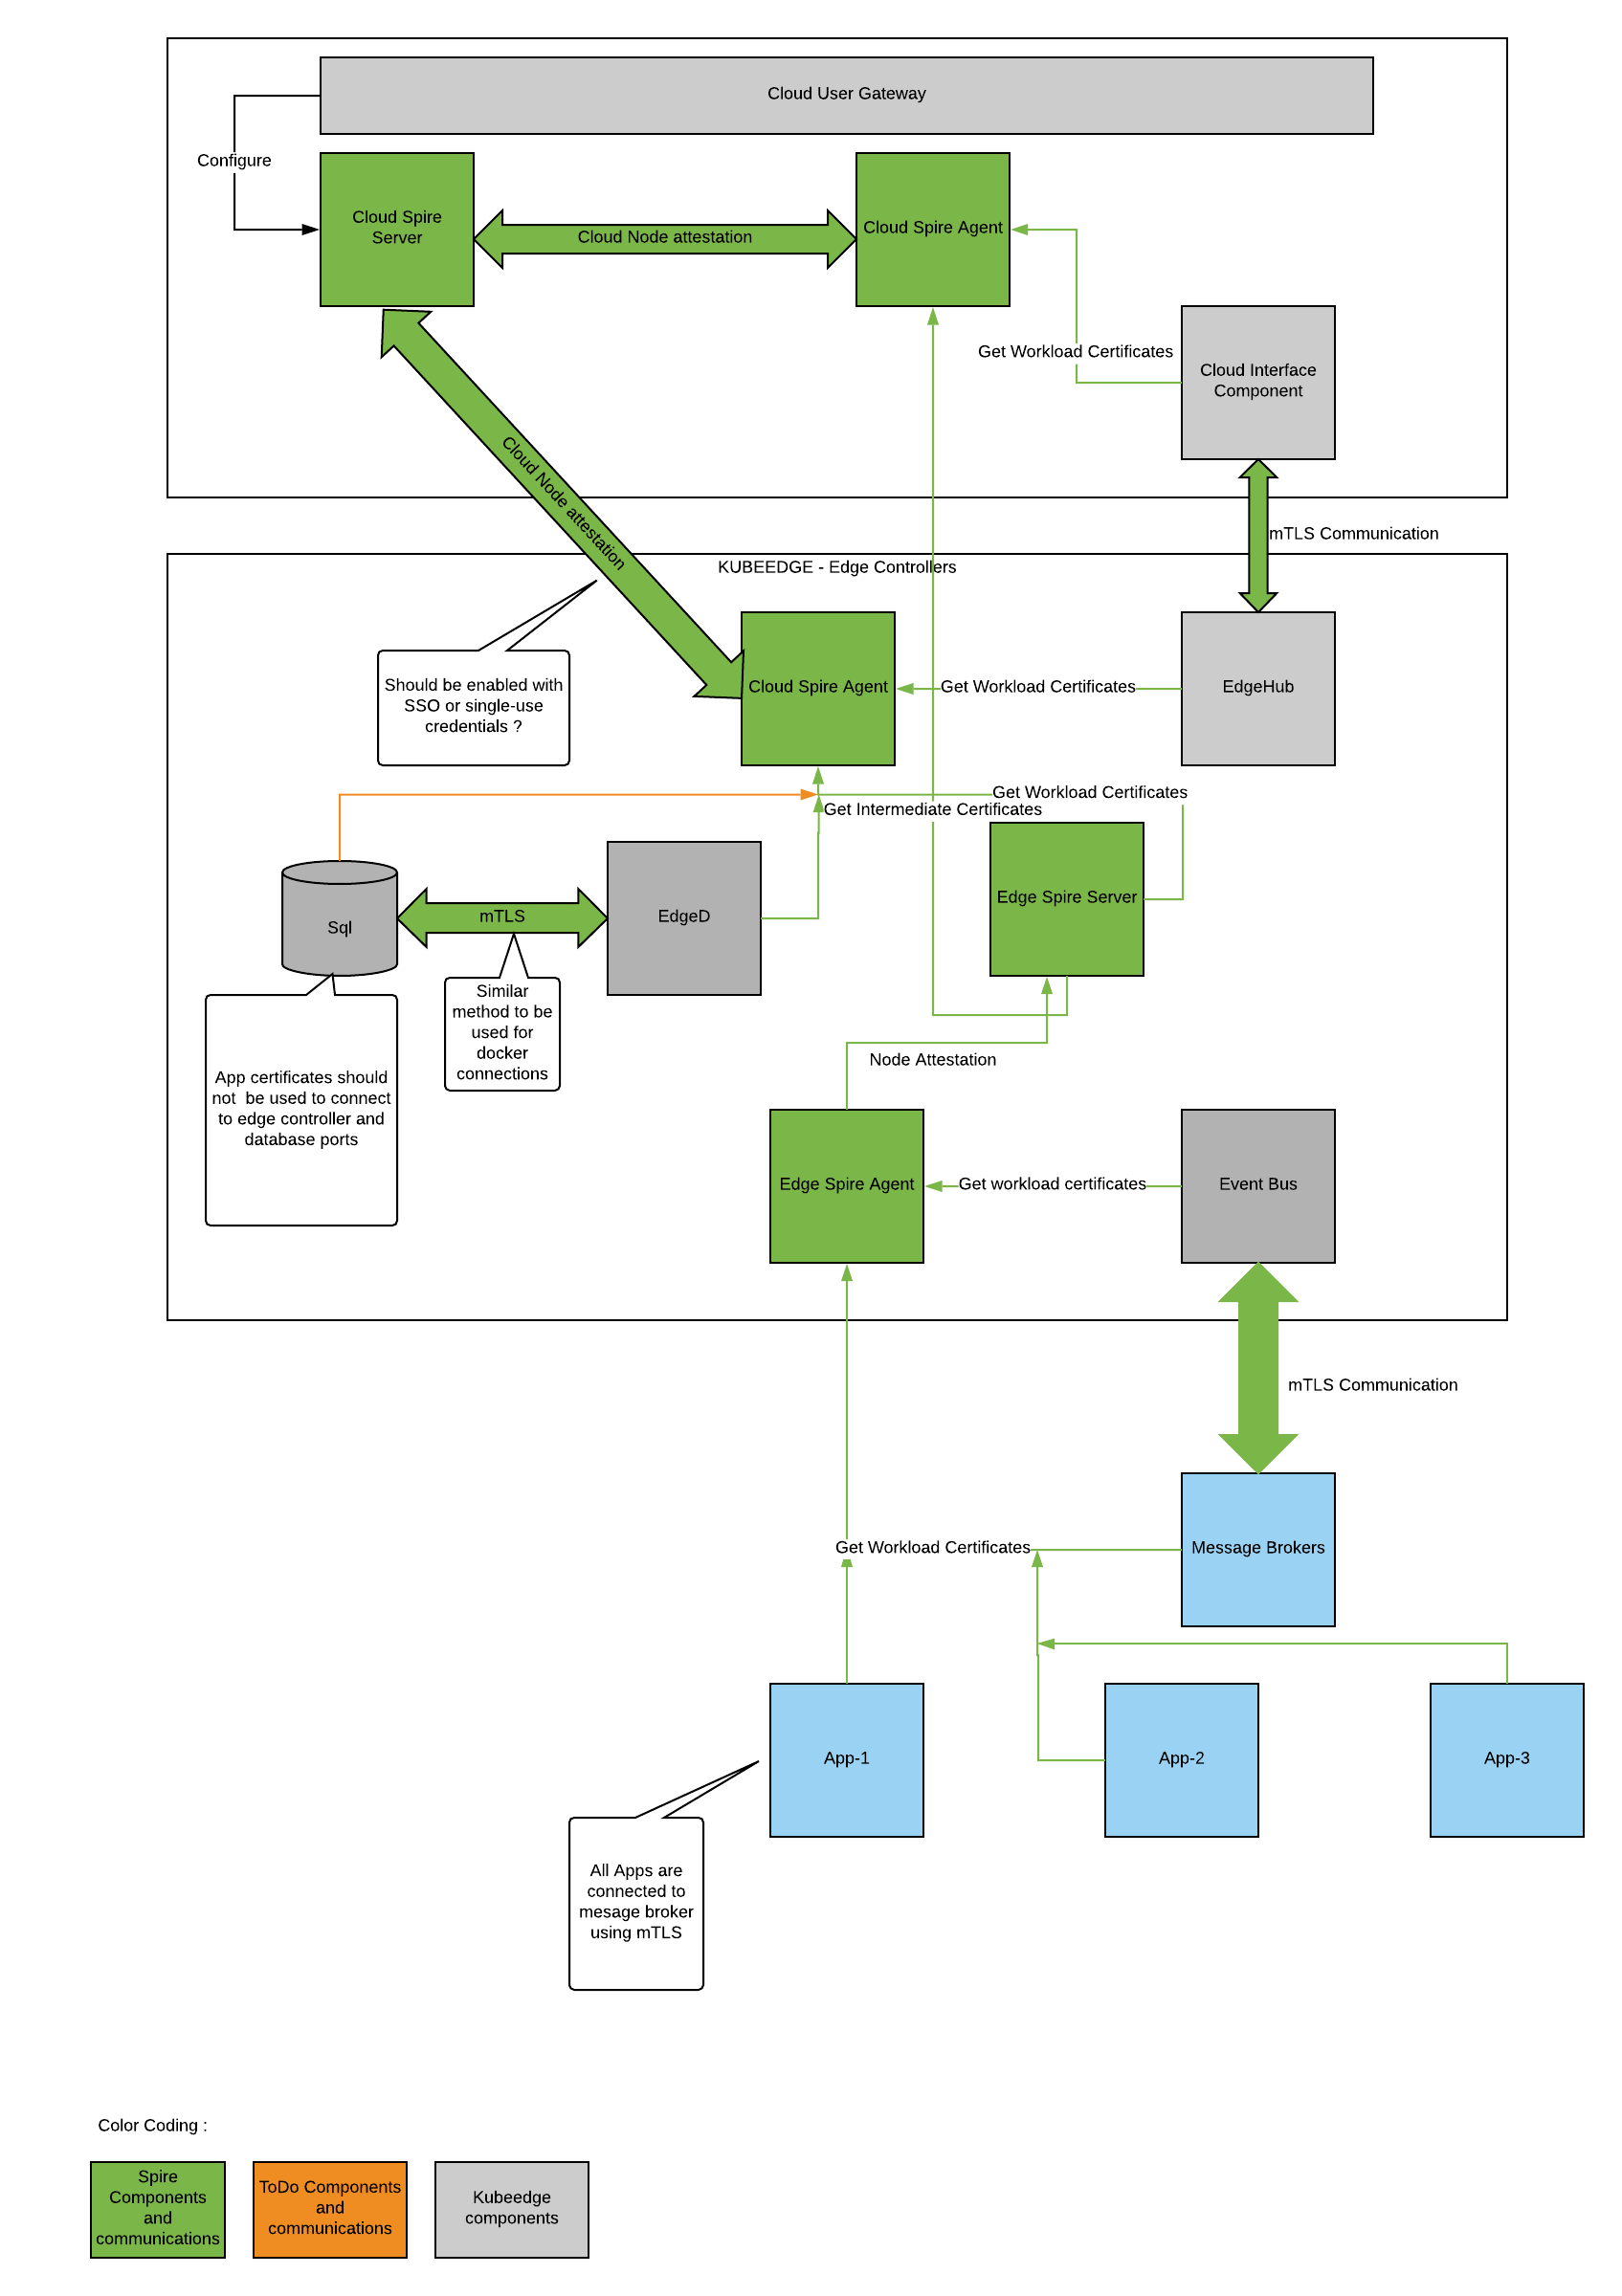 Cloud User Gateway
Configure
Cloud Spire
Server
Cloud Node attestation
Cloud Spire Agent
Get Workload Certificates
Cloud Interface
Component
Cloud Node attestation
mTLS Communication
KUBEEDGE - Edge Controllers
Should be enabled with
SSO or single-use
credentials ?
Cloud Spire Agent
Get Workload Certificates
EdgeHub
Get Workload Certificates
Get Intermediate Certificates
Sql
mTLS
EdgeD
Edge Spire Server
Similar
method to be
used for
docker
connections
App certificates should
not  be used to connect
to edge controller and
database ports
Node Attestation
Edge Spire Agent
Get workload certificates
Event Bus
mTLS Communication
Get Workload Certificates
Message Brokers
App-1
App-2
App-3
All Apps are
connected to
mesage broker
using mTLS
Color Coding :
Spire
Components
and
communications
ToDo Components
and
communications
Kubeedge
components